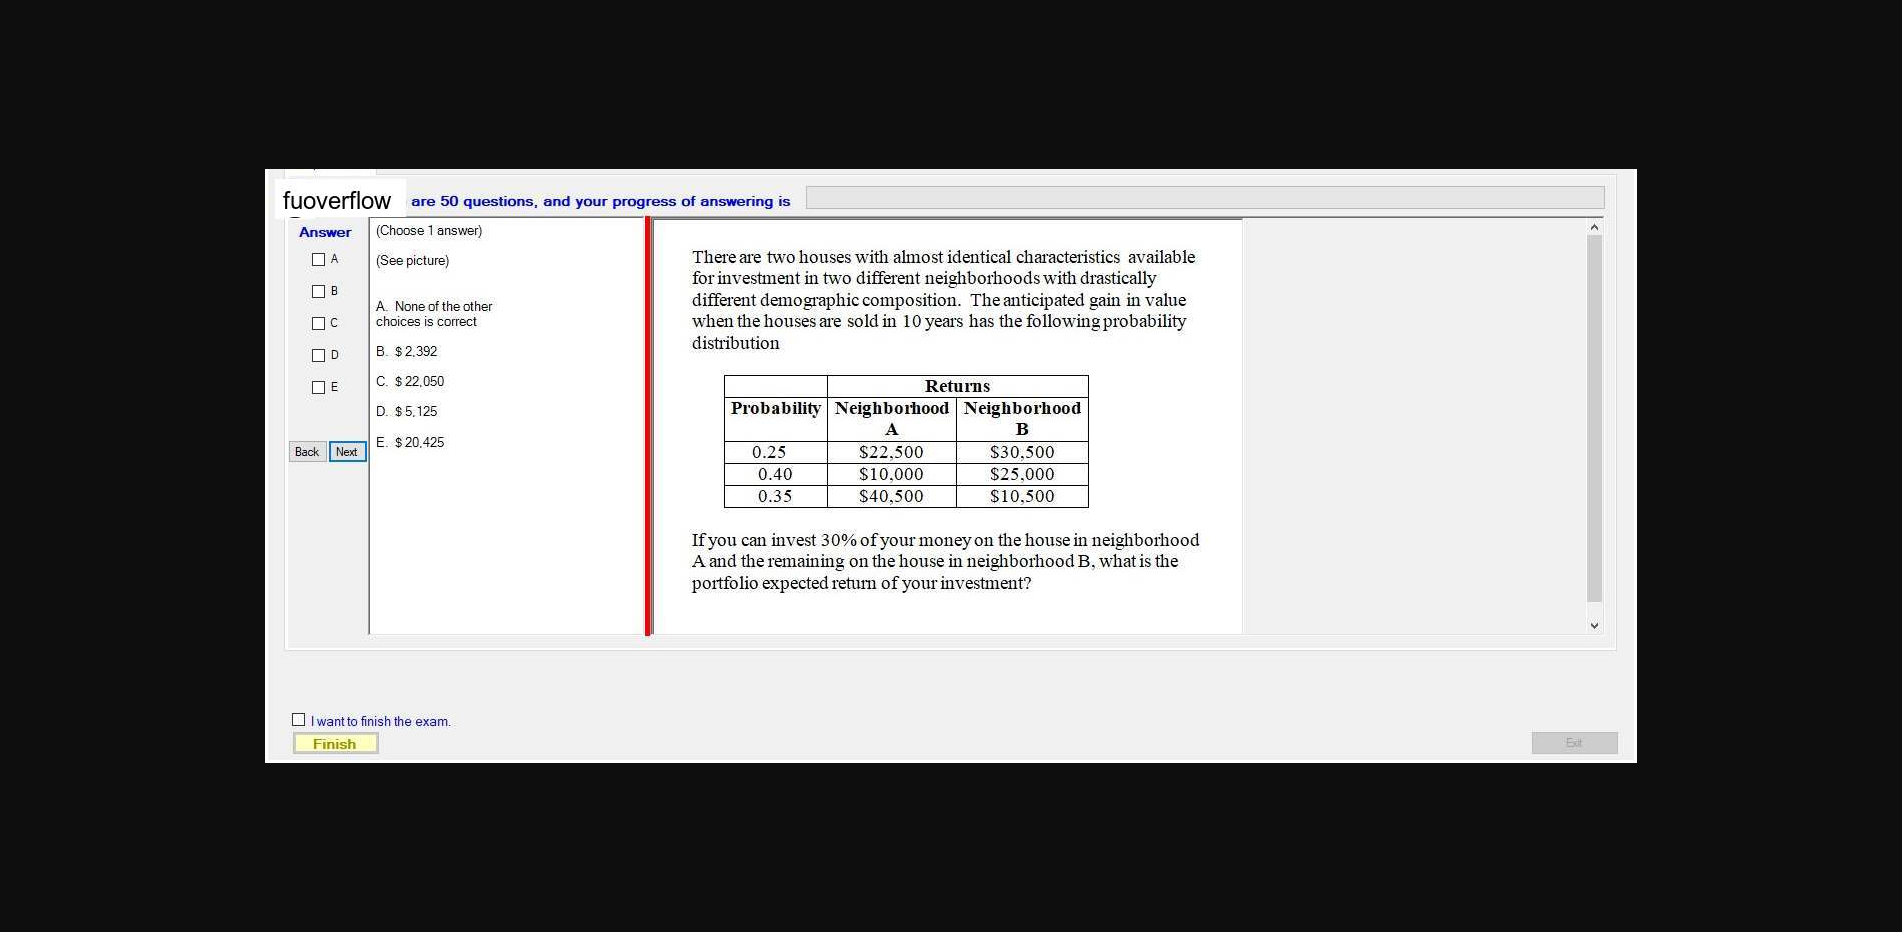 fuoverflow are 50 questions, and your progress of answering is
Answer
A
B
C
D
E
Back Next
(Choose 1 answer)
(See picture)
A. None of the other
choices is correct
B. $ 2,392
C. $ 22,050
D. $ 5,125
E. $ 20,425
There are two houses with almost identical characteristics available
for investment in two different neighborhoods with drastically
different demographic composition. The anticipated gain in value
when the houses are sold in 10 years has the following probability
distribution
Returns
Probability Neighborhood A Neighborhood B
0.25 $22,500 $30,500
0.40 $10,000 $25,000
0.35 $40,500 $10,500
If you can invest 30% of your money on the house in neighborhood
A and the remaining on the house in neighborhood B, what is the
portfolio expected return of your investment?
I want to finish the exam.
Finish
Exit